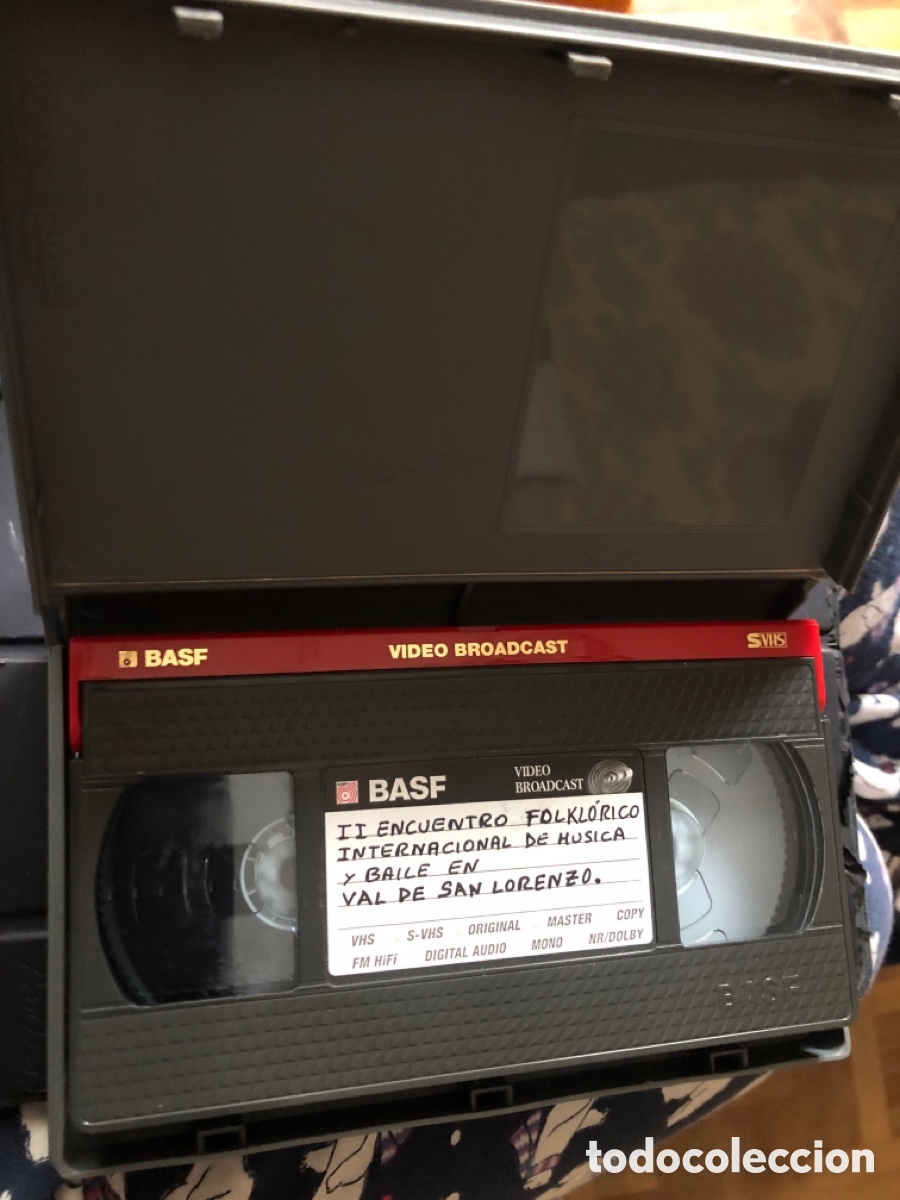 BASF VIDEO BROADCAST SVHS
BASF VIDEO
BROADCAST
II ENCUENTRO FOLKLÓRICO
INTERNACIONAL DE MUSICA
Y BAILE EN
VAL DE SAN LORENZO.
VHS S-VHS ORIGINAL MASTER COPY
FM HiFi DIGITAL AUDIO MONO NR/DOLBY
BASF
todocoleccion